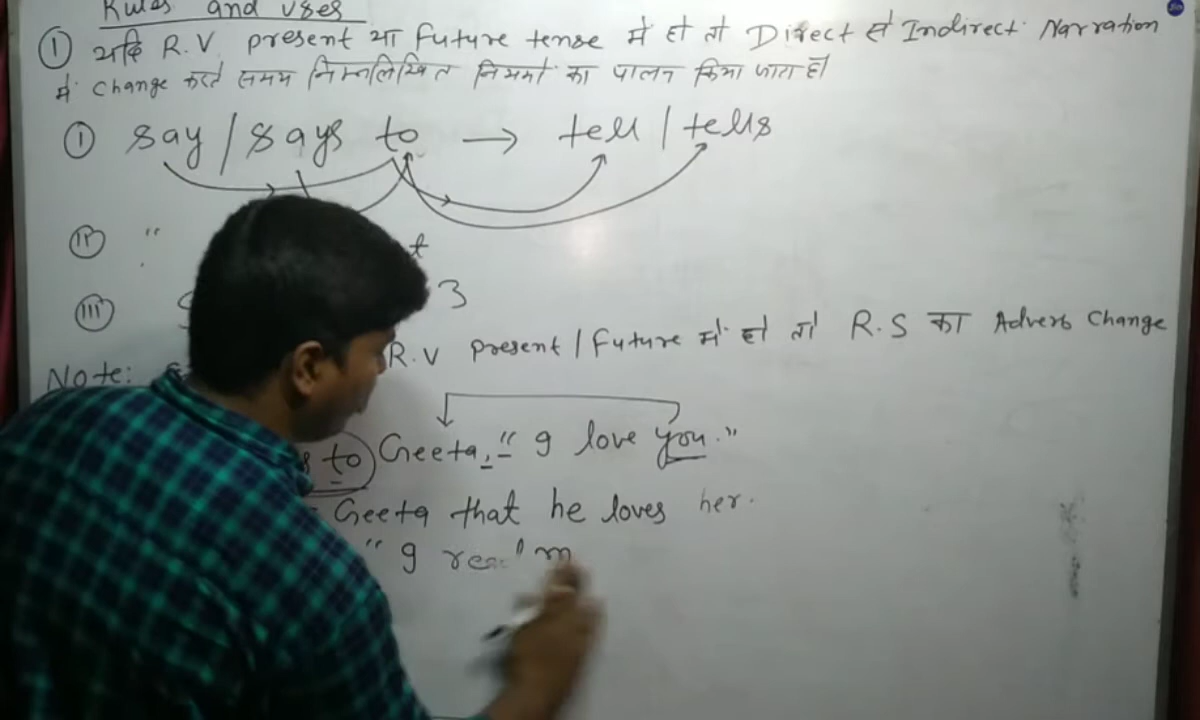 Rules and uses
① यदि R.V present या future tense में हो तो Direct से Indirect Narration
में change करते समय निम्नलिखित नियमों का पालन किया जाता है
① say / says to → tell / tells
(ii) "
(iii) S 3
Note: R.V present / future में हो तो R.S का Adverb change
to Geeta, "I love you."
Geeta that he loves her.
"I read m